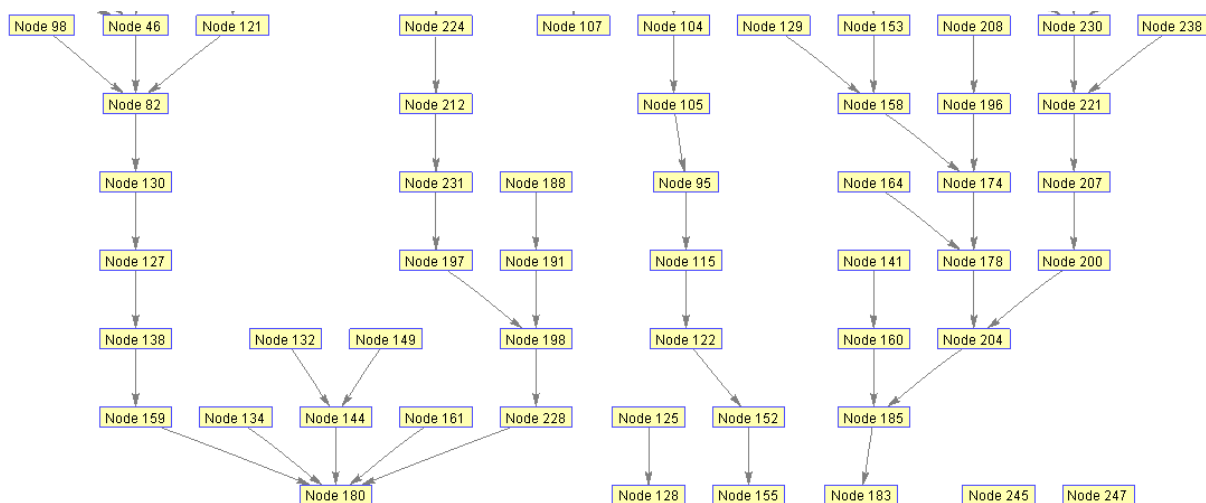 Node 98 Node 46 Node 121 Node 224 Node 107 Node 104 Node 129 Node 153 Node 208 Node 230 Node 238
Node 82 Node 212 Node 105 Node 158 Node 196 Node 221
Node 130 Node 231 Node 188 Node 95 Node 164 Node 174 Node 207
Node 127 Node 197 Node 191 Node 115 Node 141 Node 178 Node 200
Node 138 Node 132 Node 149 Node 198 Node 122 Node 160 Node 204
Node 159 Node 134 Node 144 Node 161 Node 228 Node 125 Node 152 Node 185
Node 180 Node 128 Node 155 Node 183 Node 245 Node 247